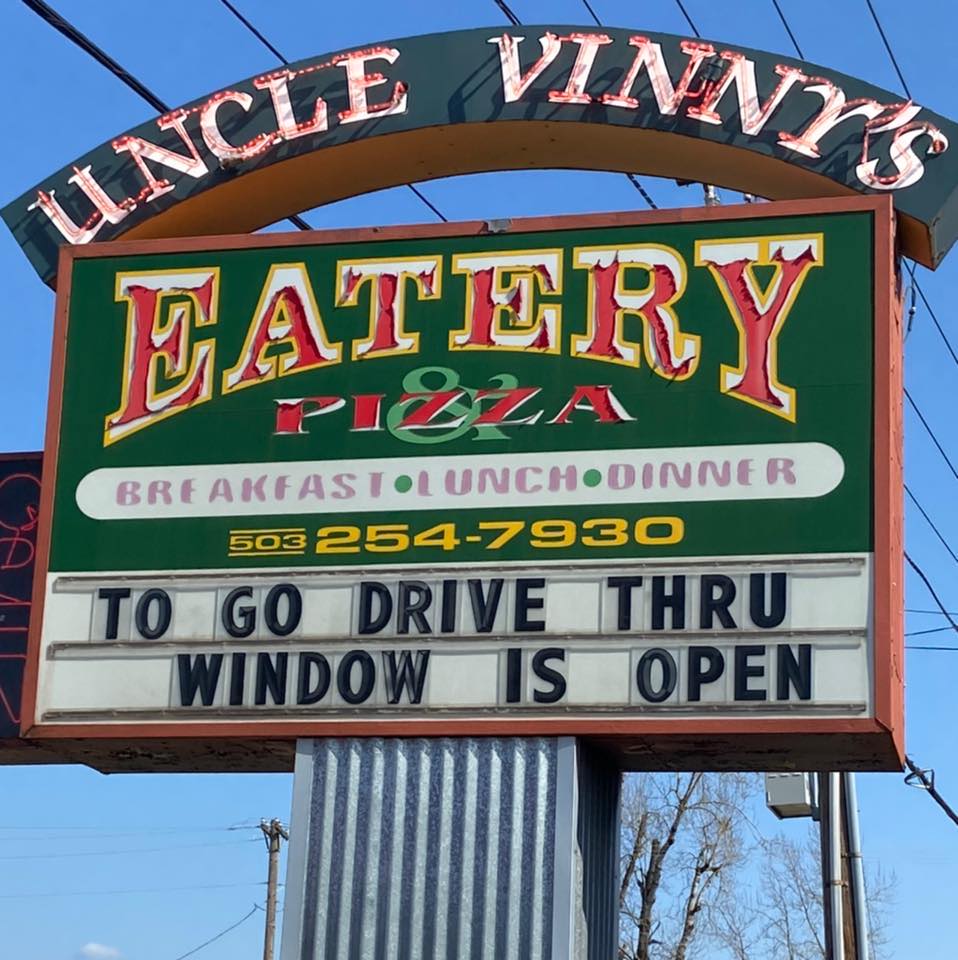 UNCLE VINNY'S
EATERY
& PIZZA
BREAKFAST•LUNCH•DINNER
503 254-7930
TO GO DRIVE THRU
WINDOW IS OPEN